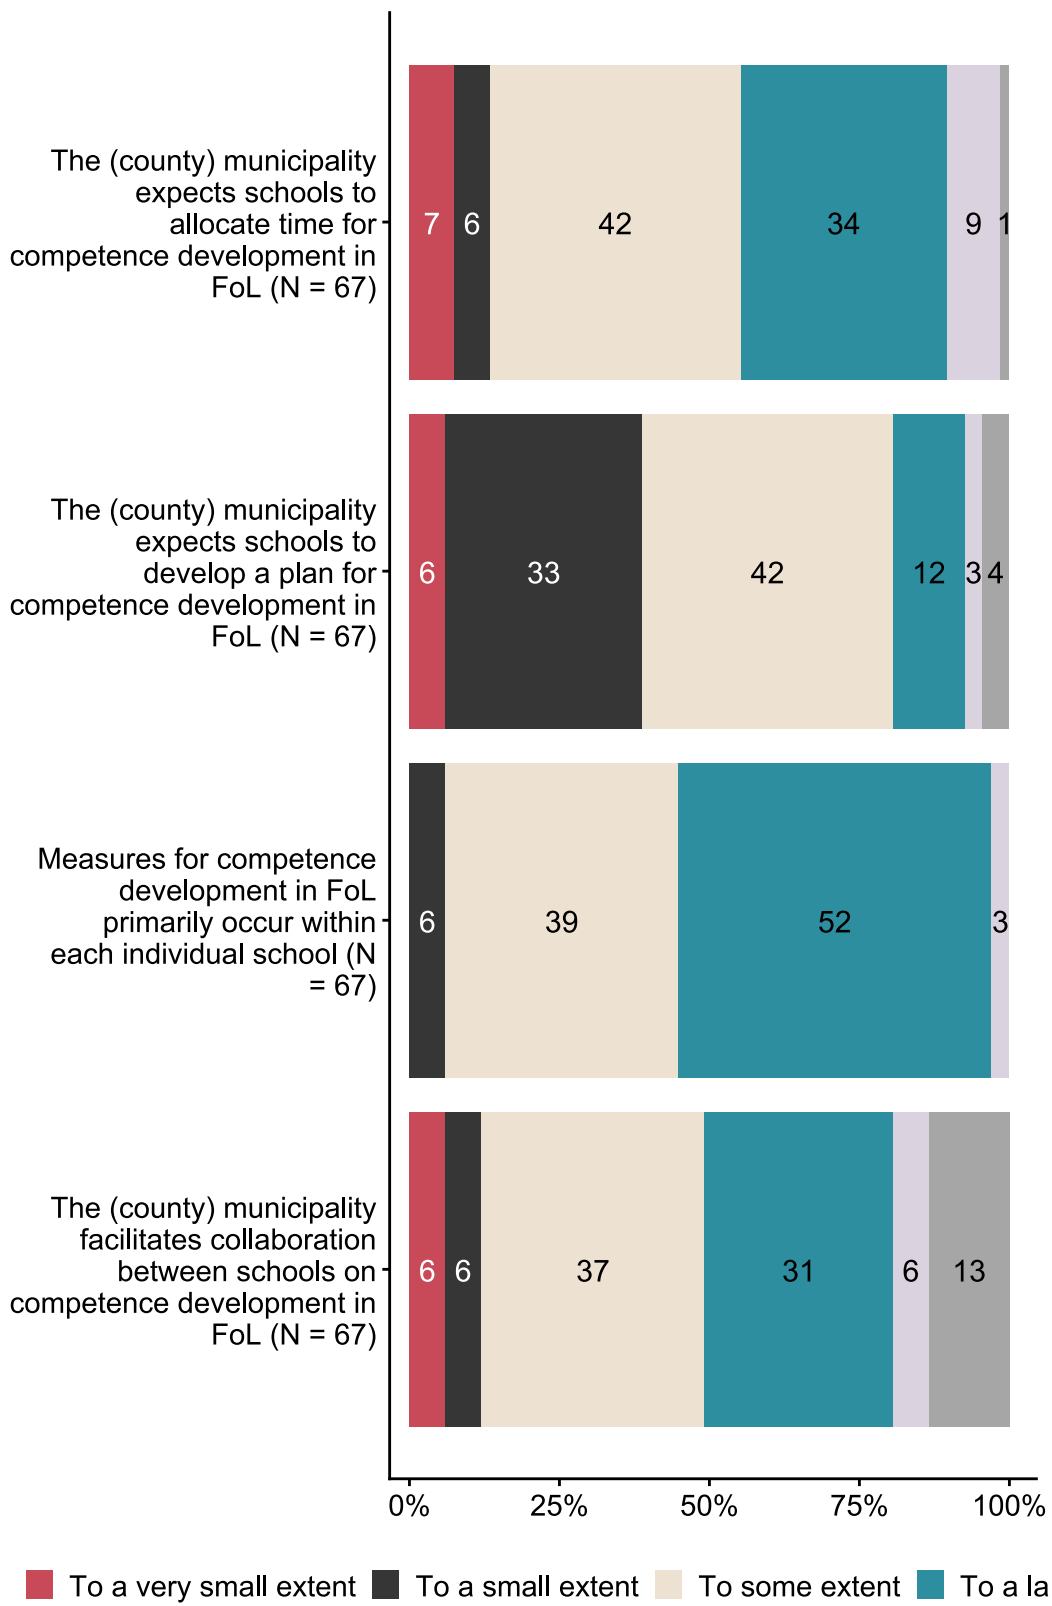 The (county) municipality
expects schools to
allocate time for
competence development in
FoL (N = 67)
7 6 42 34 9 1
The (county) municipality
expects schools to
develop a plan for
competence development in
FoL (N = 67)
6 33 42 12 3 4
Measures for competence
development in FoL
primarily occur within
each individual school (N
= 67)
6 39 52 3
The (county) municipality
facilitates collaboration
between schools on
competence development in
FoL (N = 67)
6 6 37 31 6 13
0% 25% 50% 75% 100%
To a very small extent To a small extent To some extent To a la